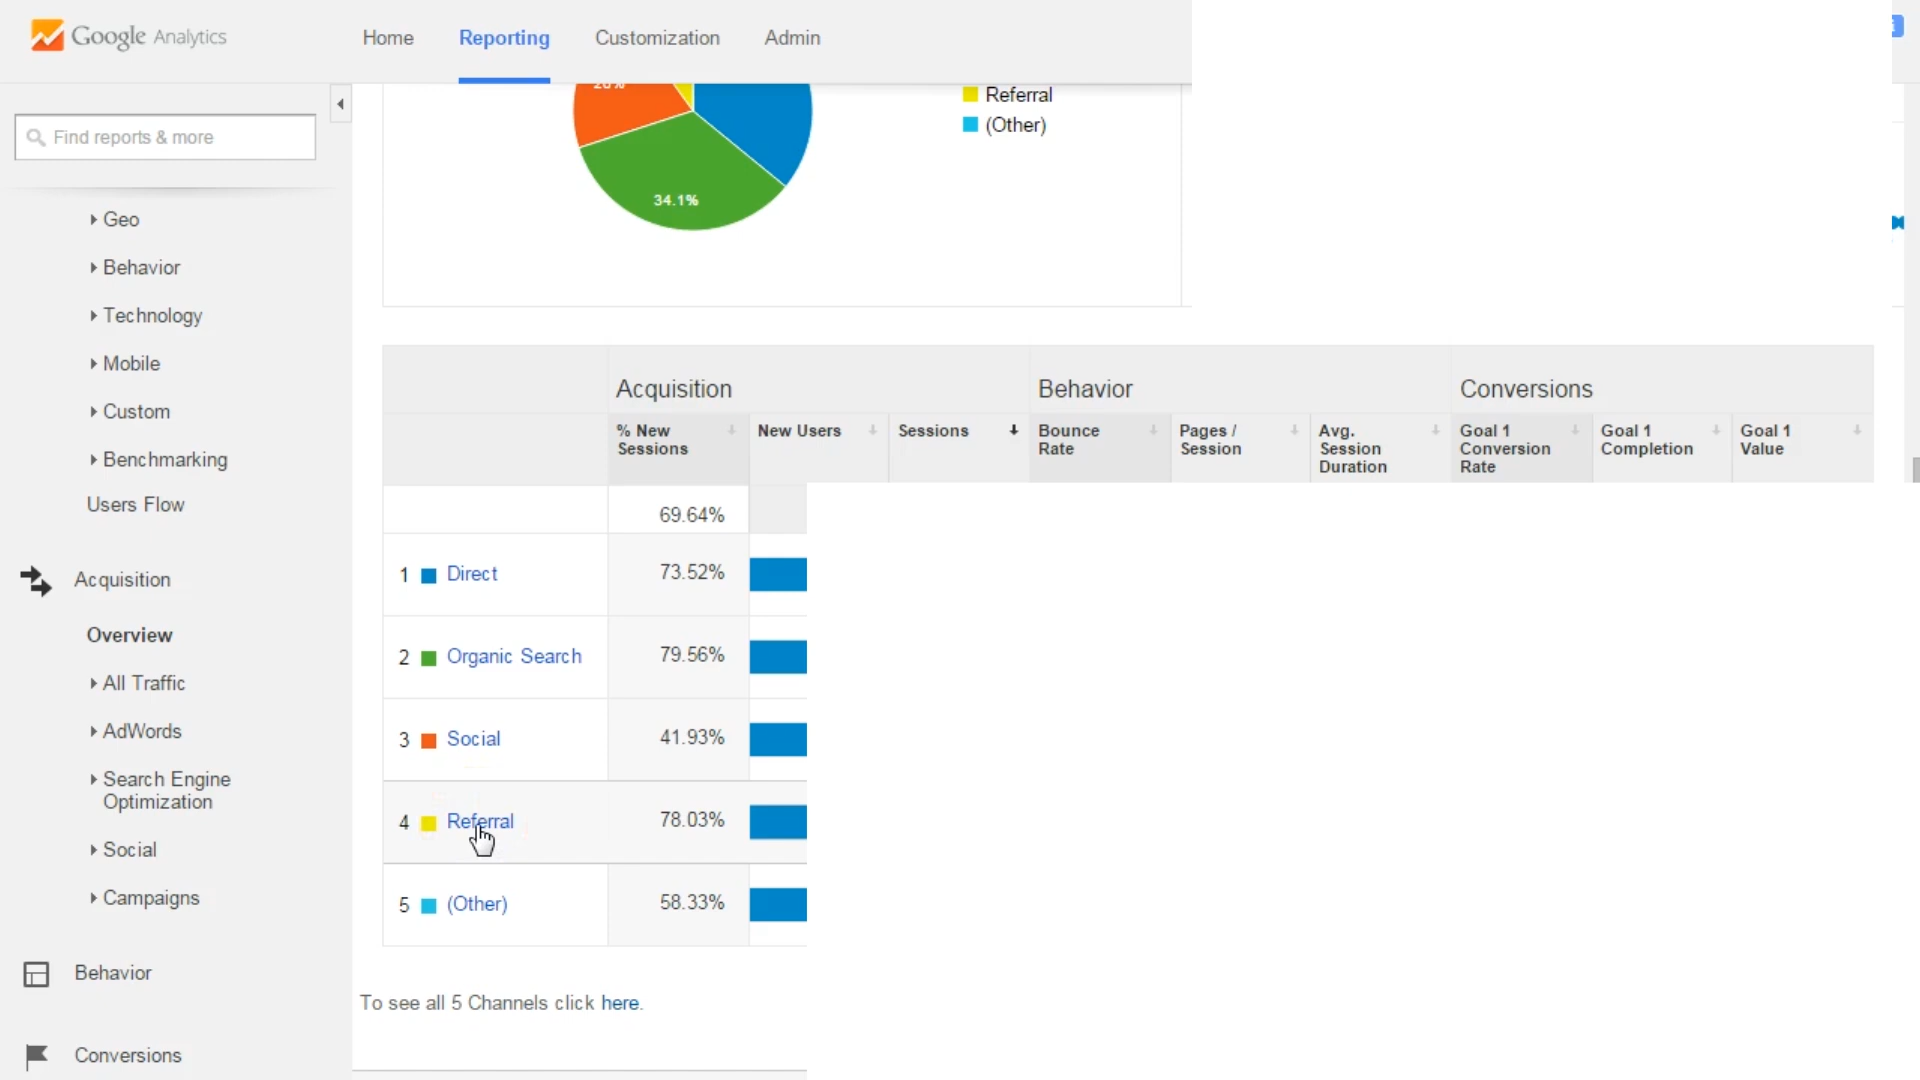 Google Analytics
Home
Reporting
Customization
Admin
Find reports & more
Geo
Behavior
Technology
Mobile
Custom
Benchmarking
Users Flow
Acquisition
Overview
All Traffic
AdWords
Search Engine
Optimization
Social
Campaigns
Behavior
Conversions
34.1%
Referral
(Other)
Acquisition
Behavior
Conversions
% New
Sessions
New Users
Sessions
Bounce
Rate
Pages /
Session
Avg.
Session
Duration
Goal 1
Conversion
Rate
Goal 1
Completion
Goal 1
Value
69.64%
1 Direct 73.52%
2 Organic Search 79.56%
3 Social 41.93%
4 Referral 78.03%
5 (Other) 58.33%
To see all 5 Channels click here.